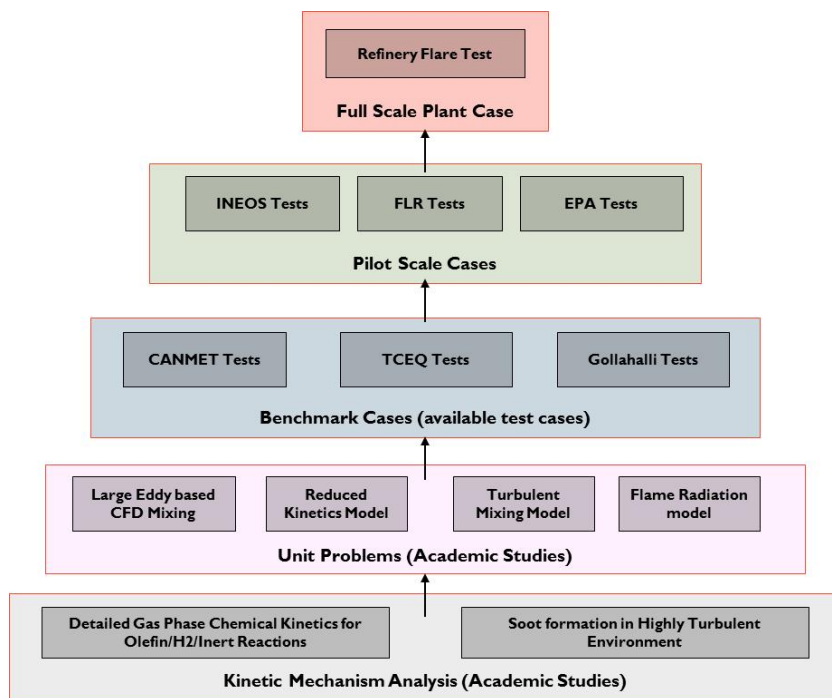 Refinery Flare Test
Full Scale Plant Case
INEOS Tests
FLR Tests
EPA Tests
Pilot Scale Cases
CANMET Tests
TCEQ Tests
Gollahalli Tests
Benchmark Cases (available test cases)
Large Eddy based
CFD Mixing
Reduced
Kinetics Model
Turbulent
Mixing Model
Flame Radiation
model
Unit Problems (Academic Studies)
Detailed Gas Phase Chemical Kinetics for
Olefin/H2/Inert Reactions
Soot formation in Highly Turbulent
Environment
Kinetic Mechanism Analysis (Academic Studies)